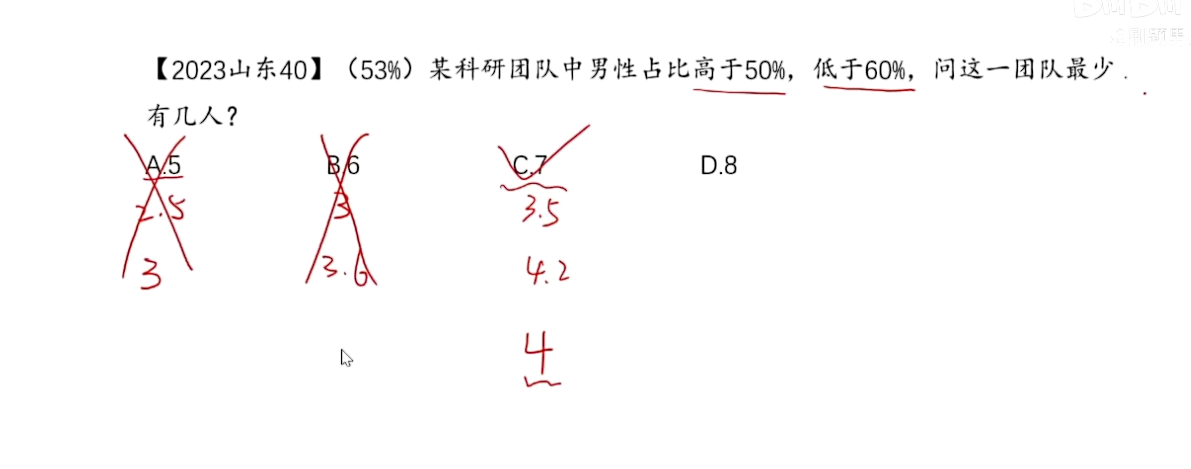 【2023山东40】（53%）某科研团队中男性占比高于50%，低于60%，问这一团队最少
有几人？
A.5 B.6 C.7 D.8
2.5 3 3.5
3 3.6 4.2
4